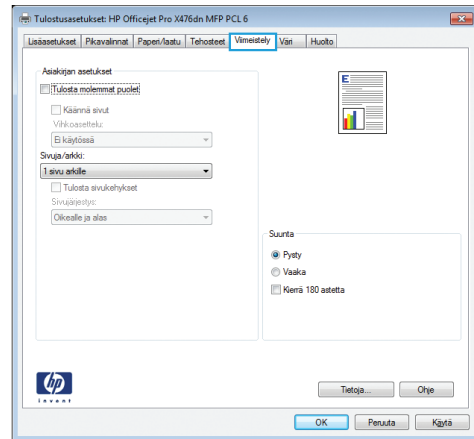 Tulostusasetukset: HP Officejet Pro X476dn MFP PCL 6
Lisäasetukset Pikavalinnat Paperi/laatu Tehosteet Viimeistely Väri Huolto
Asiakirjan asetukset
Tulosta molemmat puolet
Käännä sivut
Vihkoasettelu:
Ei käytössä
Sivuja/arkki:
1 sivu arkille
Tulosta sivukehykset
Sivujärjestys:
Oikealle ja alas
E
Suunta
Pysty
Vaaka
Kierrä 180 astetta
hp
invent
Tietoja... Ohje
OK Peruuta Käytä